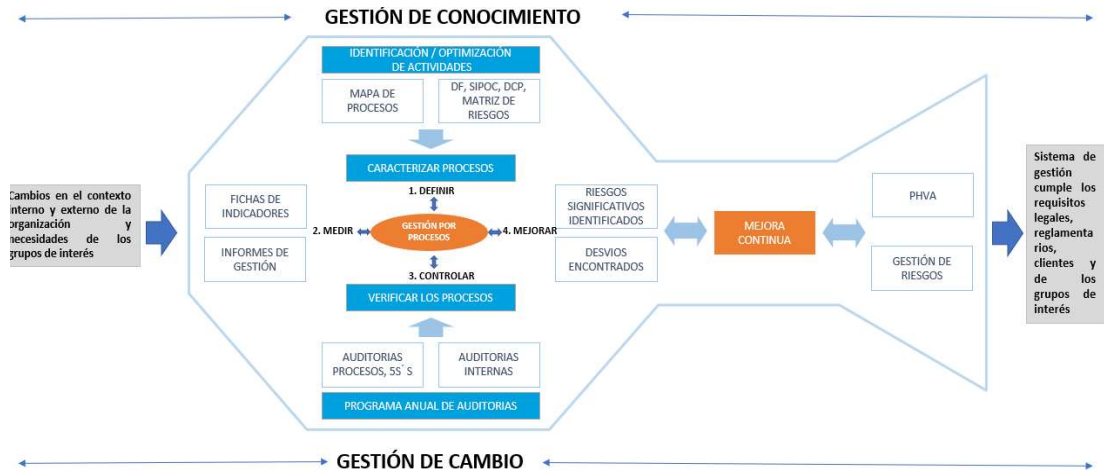 GESTIÓN DE CONOCIMIENTO
IDENTIFICACIÓN / OPTIMIZACIÓN
DE ACTIVIDADES
MAPA DE
PROCESOS
DF, SIPOC, DCP,
MATRIZ DE
RIESGOS
CARACTERIZAR PROCESOS
1. DEFINIR
Cambios en el contexto
interno y externo de la
organización y
necesidades de los
grupos de interés
FICHAS DE
INDICADORES
INFORMES DE
GESTIÓN
2. MEDIR
GESTIÓN POR
PROCESOS
4. MEJORAR
3. CONTROLAR
VERIFICAR LOS PROCESOS
AUDITORIAS
PROCESOS, 5S´S
AUDITORIAS
INTERNAS
PROGRAMA ANUAL DE AUDITORIAS
RIESGOS
SIGNIFICATIVOS
IDENTIFICADOS
DESVIOS
ENCONTRADOS
MEJORA
CONTINUA
PHVA
GESTIÓN DE
RIESGOS
Sistema de
gestión
cumple los
requisitos
legales,
reglamenta
rios,
clientes y
de los
grupos de
interés
GESTIÓN DE CAMBIO